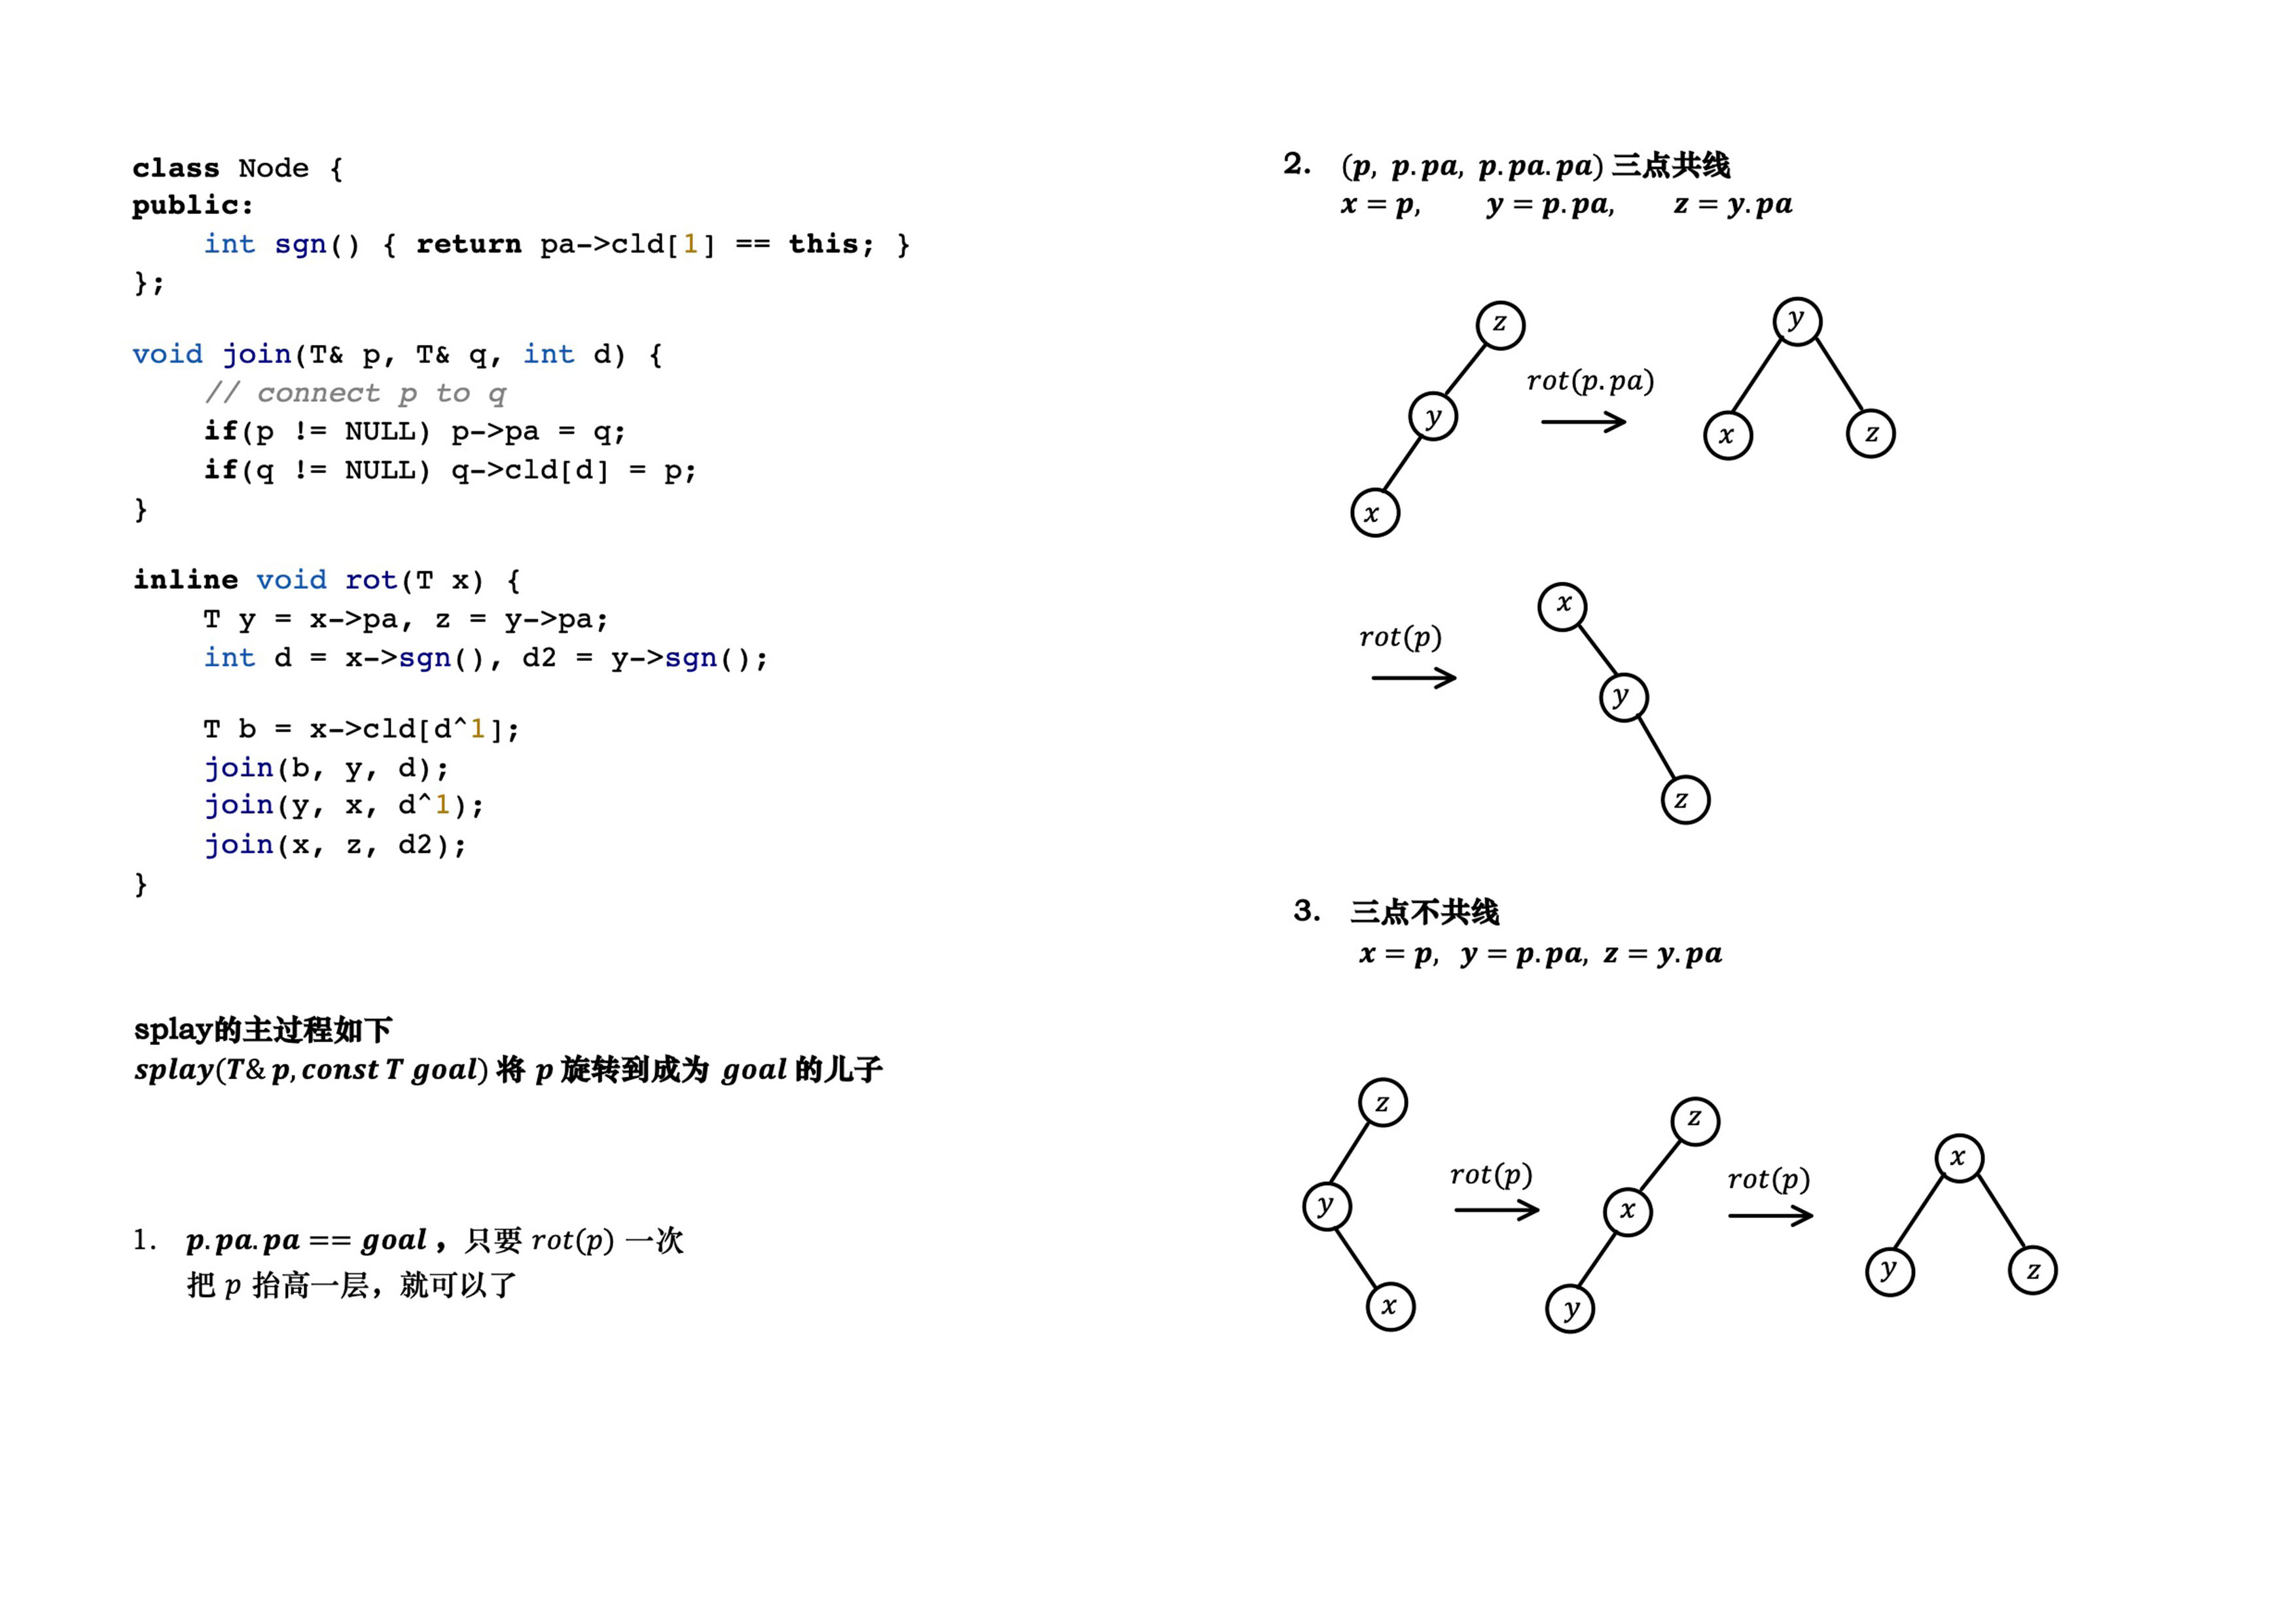 class Node {
public:
    int sgn() { return pa->cld[1] == this; }
};
void join(T& p, T& q, int d) {
    // connect p to q
    if(p != NULL) p->pa = q;
    if(q != NULL) q->cld[d] = p;
}
inline void rot(T x) {
    T y = x->pa, z = y->pa;
    int d = x->sgn(), d2 = y->sgn();
    T b = x->cld[d^1];
    join(b, y, d);
    join(y, x, d^1);
    join(x, z, d2);
}
splay的主过程如下
splay(T& p, const T goal) 将 p 旋转到成为 goal 的儿子
1. p.pa.pa == goal，只要 rot(p) 一次
把 p 抬高一层，就可以了
2. (p, p.pa, p.pa.pa) 三点共线
x = p, y = p.pa, z = y.pa
z
y
x
rot(p.pa)
y
x
z
rot(p)
x
y
z
3. 三点不共线
x = p, y = p.pa, z = y.pa
z
y
x
rot(p)
z
x
y
rot(p)
x
y
z